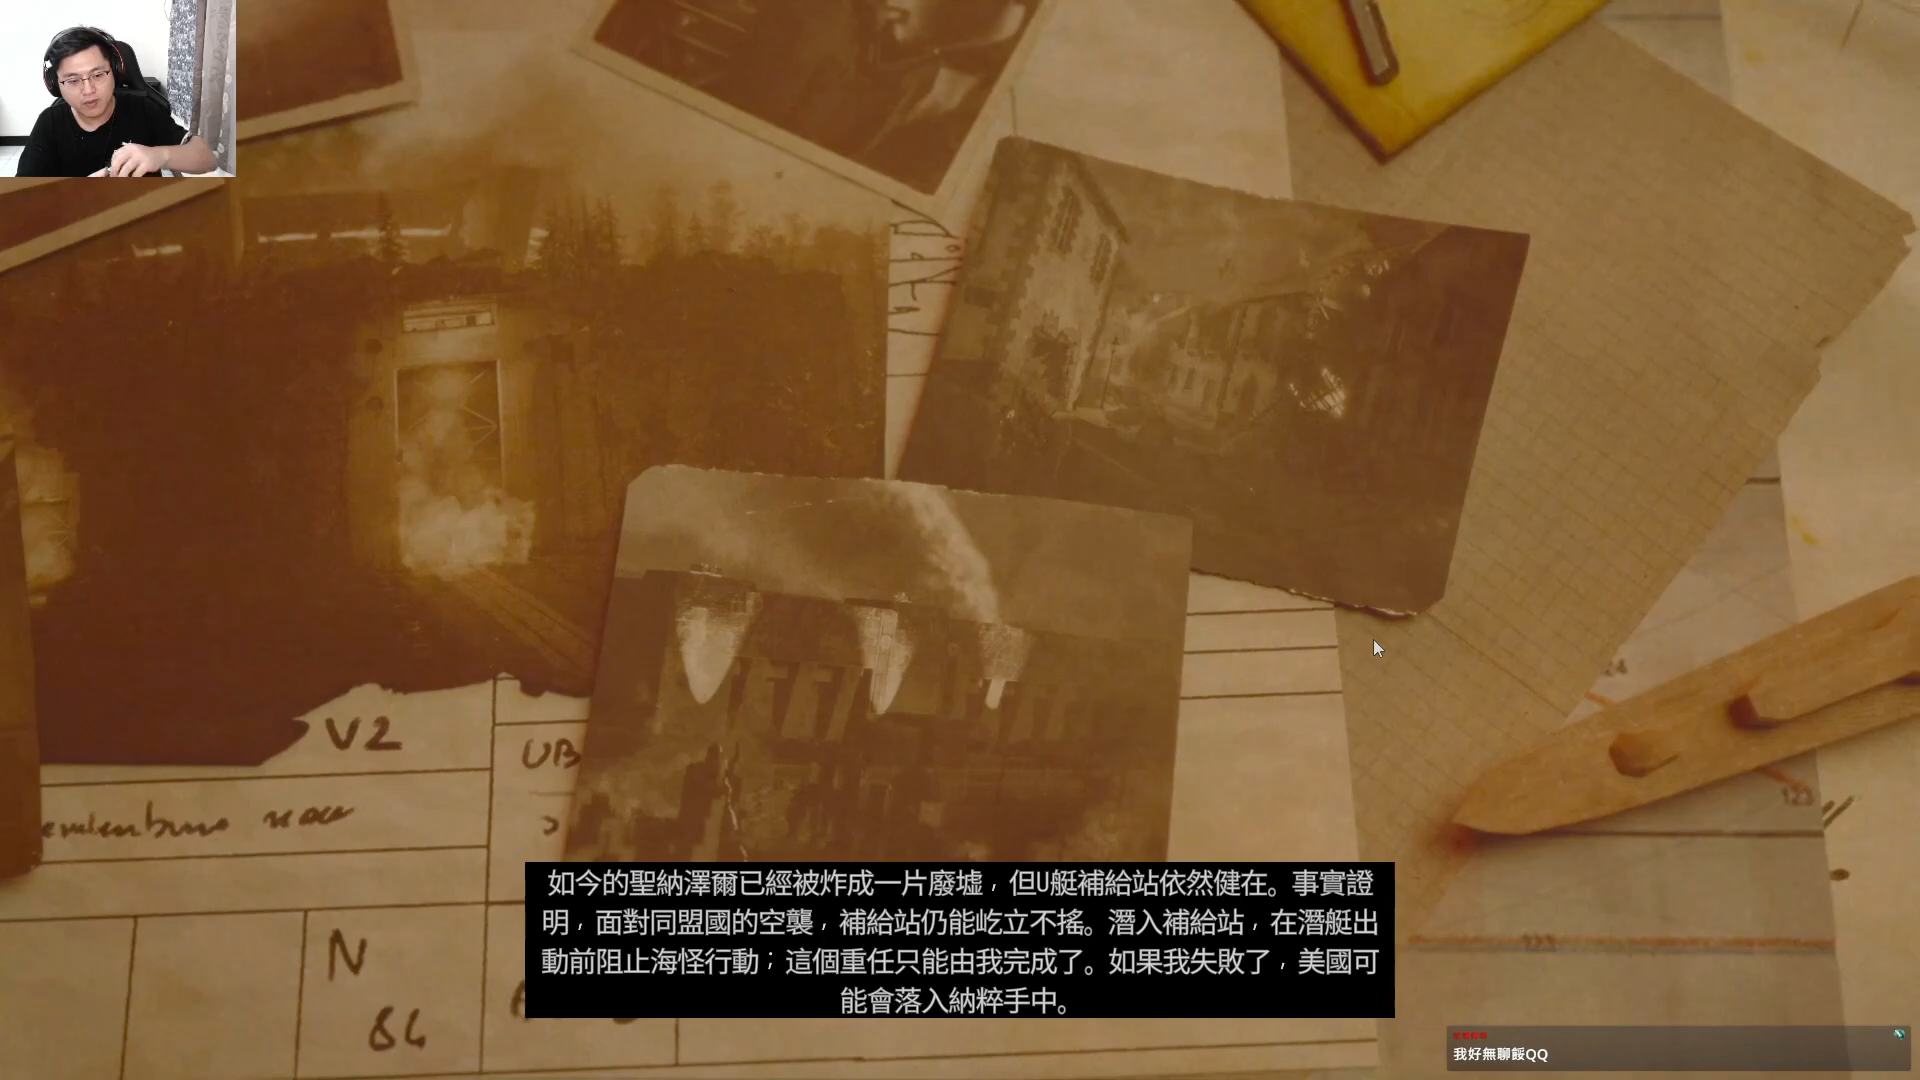 V2
UB
N
86
如今的聖納澤爾已經被炸成一片廢墟，但U艇補給站依然健在。事實證
明，面對同盟國的空襲，補給站仍能屹立不搖。潛入補給站，在潛艇出
動前阻止海怪行動；這個重任只能由我完成了。如果我失敗了，美國可
能會落入納粹手中。
我好無聊餒QQ